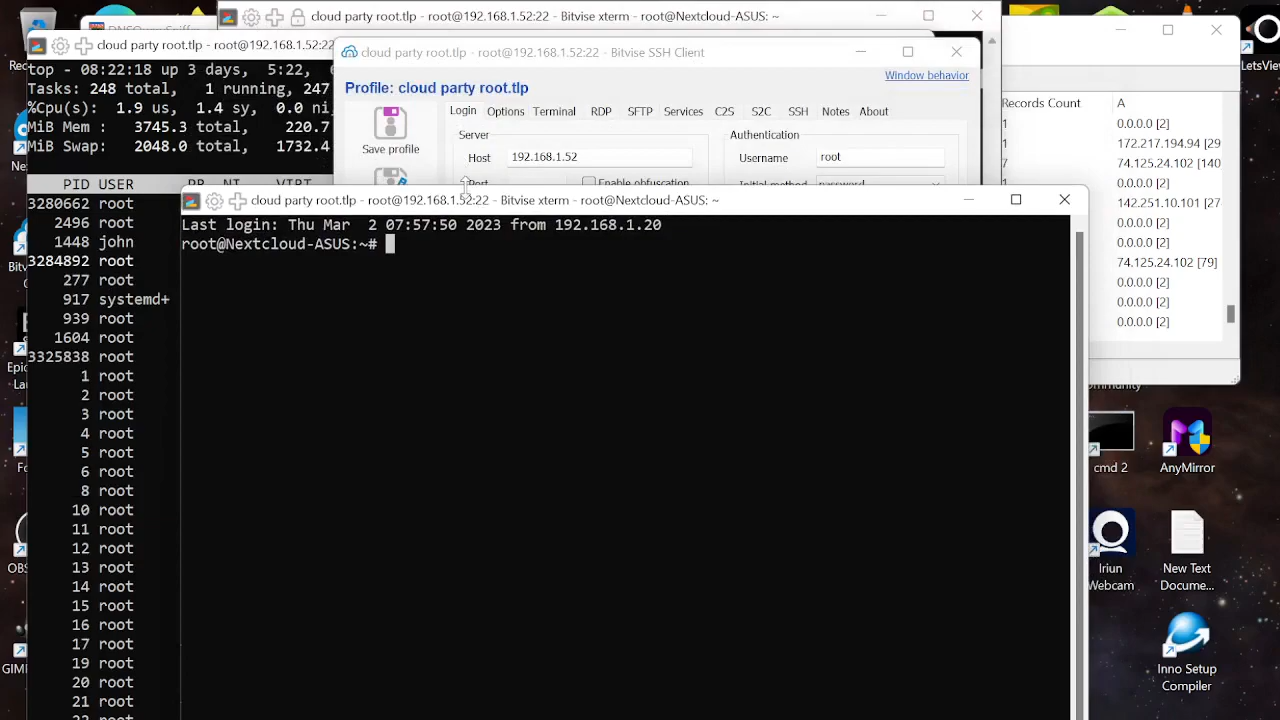 cloud party root.tlp - root@192.168.1.52:22 - Bitvise xterm - root@Nextcloud-ASUS: ~
cloud party root.tlp - root@192.168.1.52:22
cloud party root.tlp - root@192.168.1.52:22 - Bitvise SSH Client
Window behavior
Profile: cloud party root.tlp
Save profile
Login Options Terminal RDP SFTP Services C2S S2C SSH Notes About
Server
Host 192.168.1.52
Port
Enable obfuscation
Authentication
Username root
Initial method password
top - 08:22:18 up 3 days, 5:22,
Tasks: 248 total, 1 running, 247
%Cpu(s): 1.9 us, 1.4 sy, 0.0 ni,
MiB Mem : 3745.3 total, 220.7
MiB Swap: 2048.0 total, 1732.4
PID USER PR NI VIRT
3280662 root
2496 root
1448 john
3284892 root
277 root
917 systemd+
939 root
1604 root
3325838 root
1 root
2 root
3 root
4 root
5 root
6 root
8 root
10 root
11 root
12 root
13 root
14 root
15 root
16 root
17 root
19 root
20 root
21 root
cloud party root.tlp - root@192.168.1.52:22 - Bitvise xterm - root@Nextcloud-ASUS: ~
Last login: Thu Mar  2 07:57:50 2023 from 192.168.1.20
root@Nextcloud-ASUS:~#
Records Count A
1 0.0.0.0 [2]
1 172.217.194.94 [29
7 74.125.24.102 [140
1 0.0.0.0 [2]
142.251.10.101 [27
0.0.0.0 [2]
0.0.0.0 [2]
74.125.24.102 [79]
0.0.0.0 [2]
0.0.0.0 [2]
0.0.0.0 [2]
LetsView
cmd 2
AnyMirror
Iriun
Webcam
New Text
Docume...
Inno Setup
Compiler